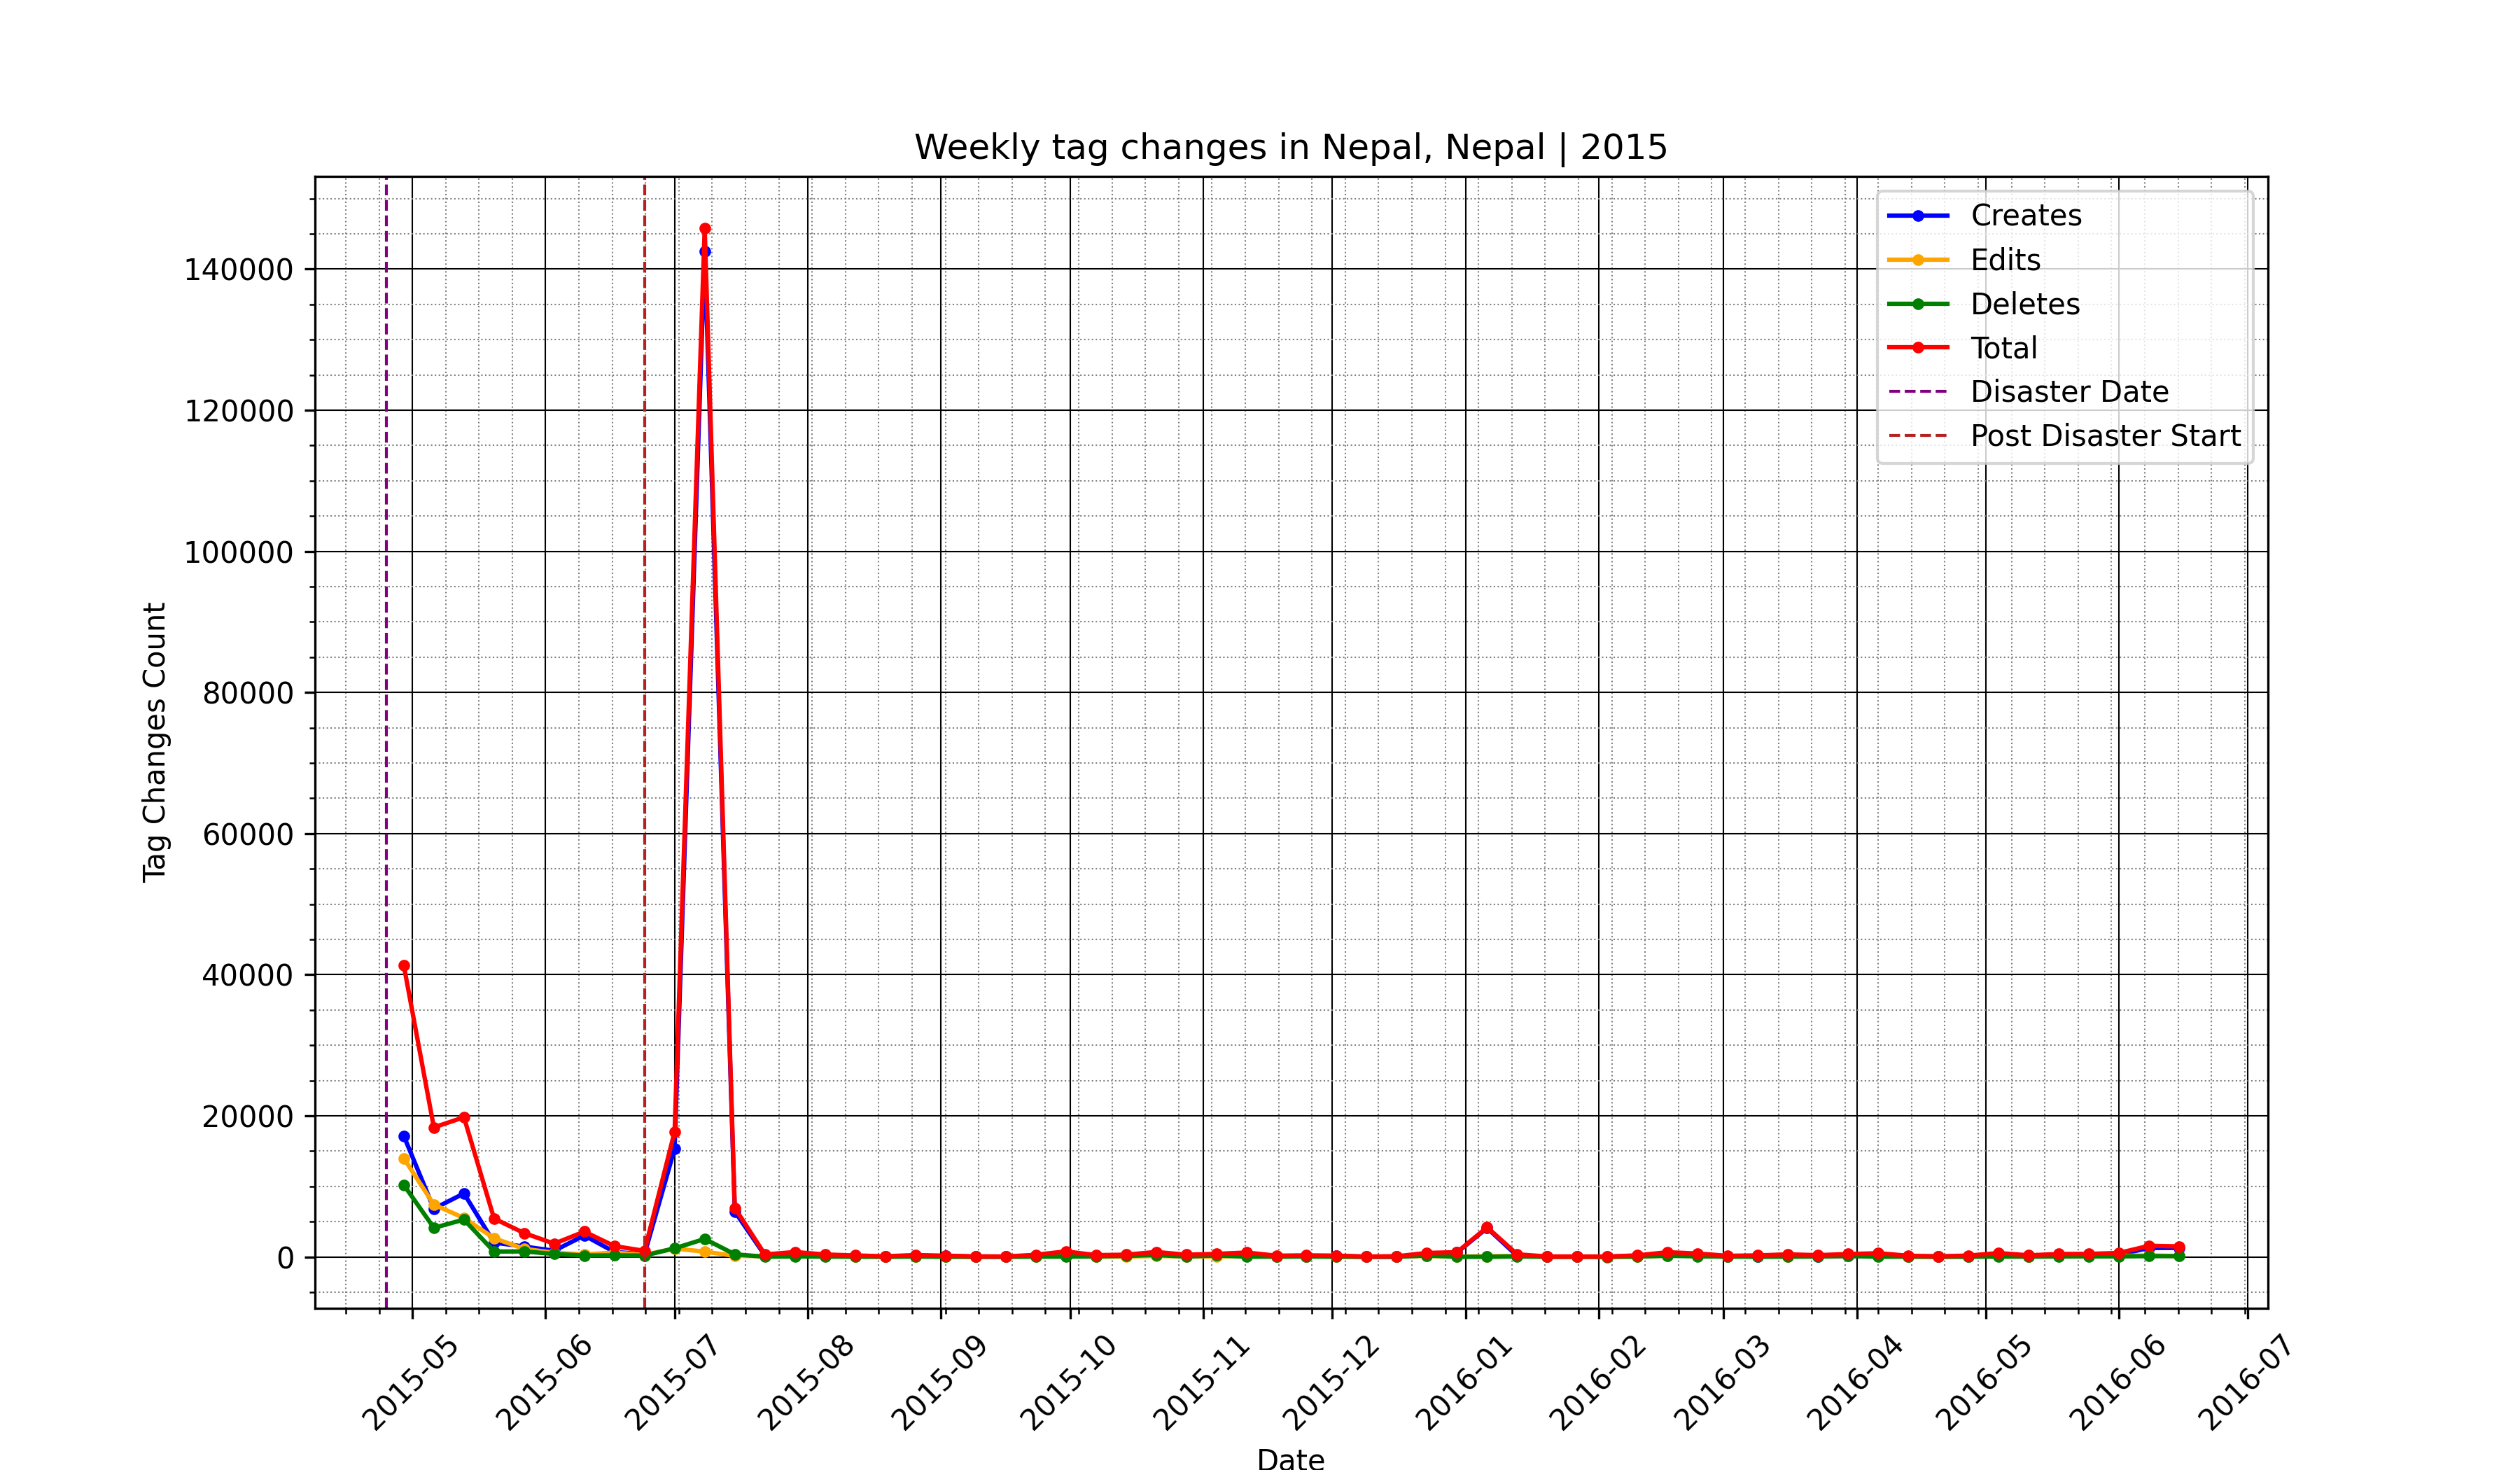 Weekly tag changes in Nepal, Nepal | 2015
Creates
Edits
Deletes
Total
Disaster Date
Post Disaster Start
Tag Changes Count
140000
120000
100000
80000
60000
40000
20000
0
2015-05
2015-06
2015-07
2015-08
2015-09
2015-10
2015-11
2015-12
2016-01
2016-02
2016-03
2016-04
2016-05
2016-06
2016-07
Date